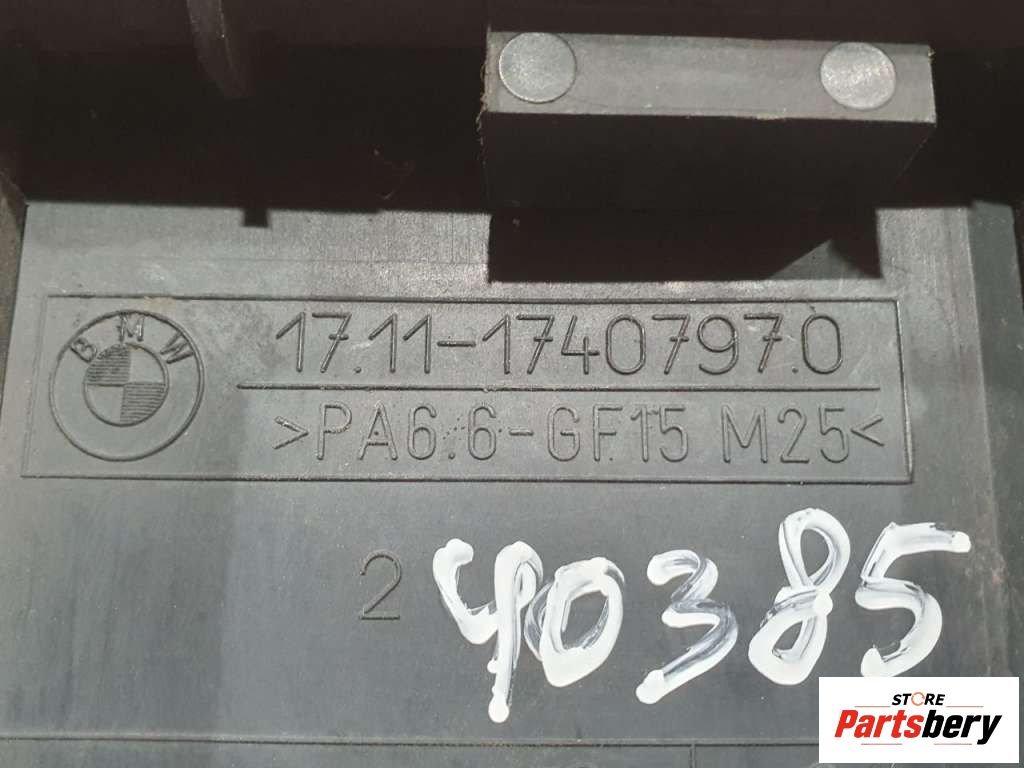 BMW
17.11-1740797.0
>PA6.6-GF15 M25<
2
40385
STORE
Partsbery